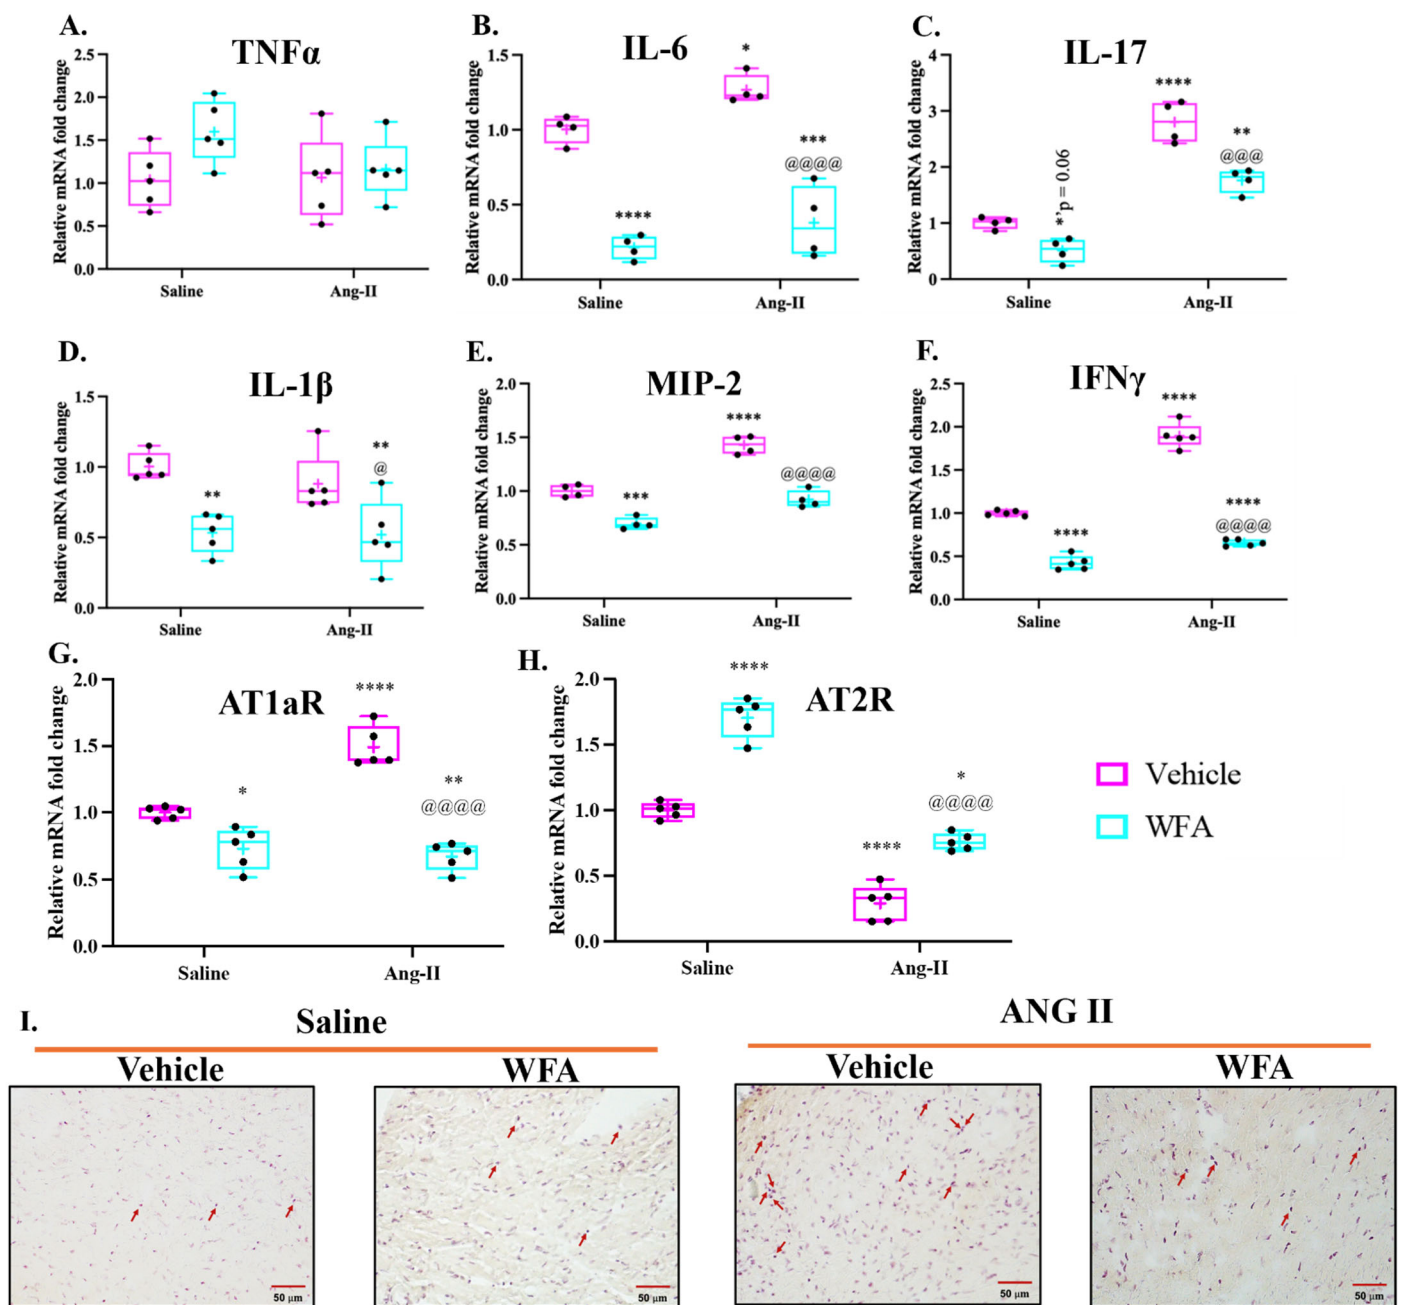 A.
TNFα
Relative mRNA fold change
2.5
2.0
1.5
1.0
0.5
0.0
Saline
Ang-II
B.
IL-6
Relative mRNA fold change
1.5
1.0
0.5
0.0
****
*
***
@@@@
Saline
Ang-II
C.
IL-17
Relative mRNA fold change
4
3
2
1
0
*’p = 0.06
****
**
@@@
Saline
Ang-II
D.
IL-1β
Relative mRNA fold change
1.5
1.0
0.5
0.0
**
**
@
Saline
Ang-II
E.
MIP-2
Relative mRNA fold change
2.0
1.5
1.0
0.5
0.0
***
****
@@@@
Saline
Ang-II
F.
IFNγ
Relative mRNA fold change
2.5
2.0
1.5
1.0
0.5
0.0
****
****
****
@@@@
Saline
Ang-II
G.
AT1aR
Relative mRNA fold change
2.0
1.5
1.0
0.5
0.0
*
****
**
@@@@
Saline
Ang-II
H.
AT2R
Relative mRNA fold change
2.0
1.5
1.0
0.5
0.0
****
****
*
@@@@
Saline
Ang-II
Vehicle
WFA
I.
Saline
ANG II
Vehicle
WFA
Vehicle
WFA
50 μm
50 μm
50 μm
50 μm